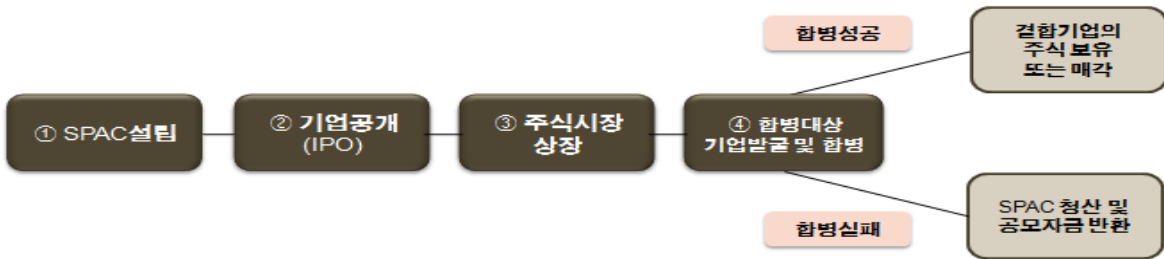 합병성공
결합기업의
주식 보유
또는 매각
① SPAC설립
② 기업공개
(IPO)
③ 주식시장
상장
④ 합병대상
기업발굴 및 합병
합병실패
SPAC 청산 및
공모자금 반환